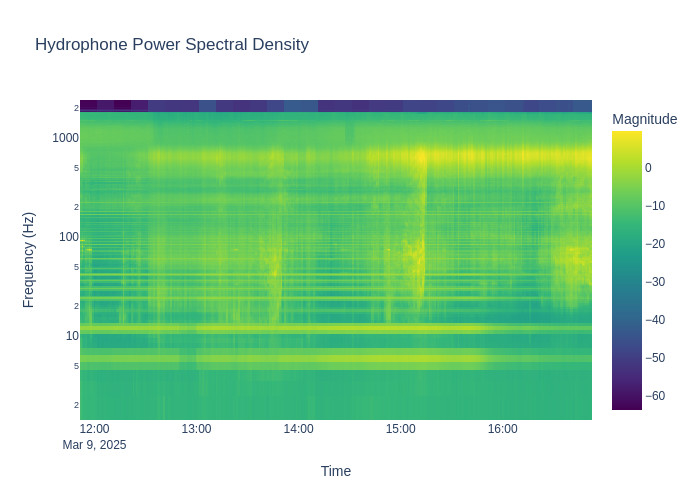 Hydrophone Power Spectral Density
Magnitude
0
−10
−20
−30
−40
−50
−60
Frequency (Hz)
2
1000
5
2
100
5
2
10
5
2
12:00 13:00 14:00 15:00 16:00
Mar 9, 2025
Time